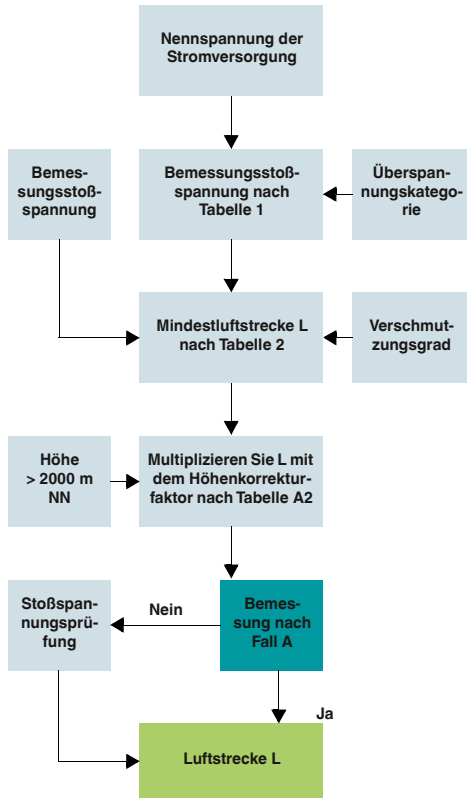 Nennspannung der
Stromversorgung
Bemes-
sungsstoß-
spannung
Bemessungsstoß-
spannung nach
Tabelle 1
Überspan-
nungskatego-
rie
Mindestluftstrecke L
nach Tabelle 2
Verschmut-
zungsgrad
Höhe
> 2000 m
NN
Multiplizieren Sie L mit
dem Höhenkorrektur-
faktor nach Tabelle A2
Stoßspan-
nungsprü-
fung
Nein
Bemes-
sung nach
Fall A
Ja
Luftstrecke L